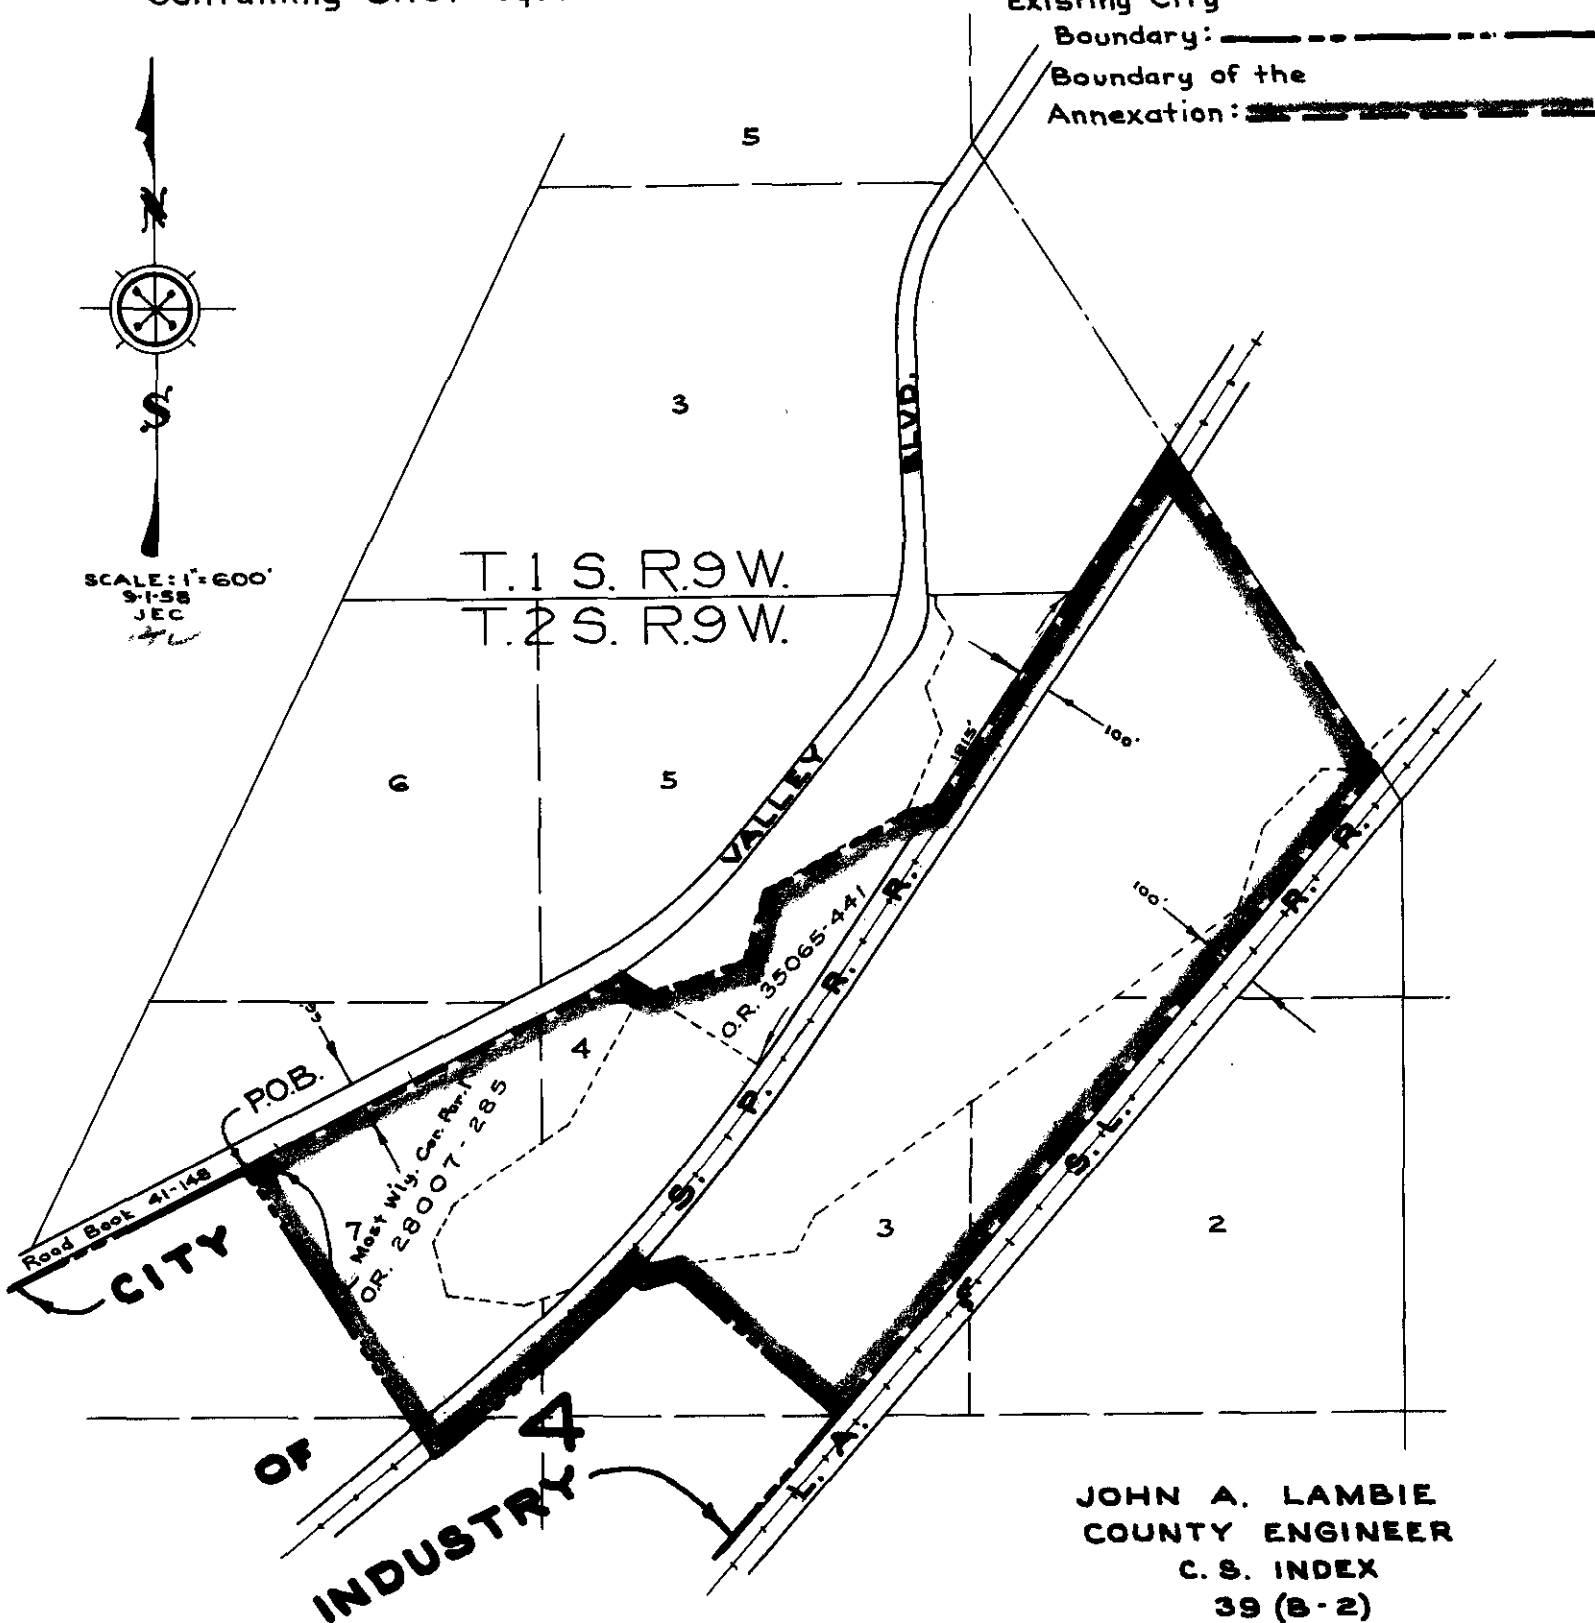 Existing City
Boundary:
Boundary of the
Annexation:
5
N
S
SCALE: 1"=600'
9-1-58
JEC
3
BLVD.
T.1 S. R.9 W.
T.2 S. R.9 W.
6
5
VALLEY
1815'
100'
O.R. 35065-441
100'
4
P.O.B.
Road Book 41-148
7
Most Wly. Cor. Par. 1
O.R. 28007-285
S. P. R. R.
3
2
L. A. & S. L. R. R.
CITY
OF
INDUSTRY
4
JOHN A. LAMBIE
COUNTY ENGINEER
C. S. INDEX
39 (B-2)